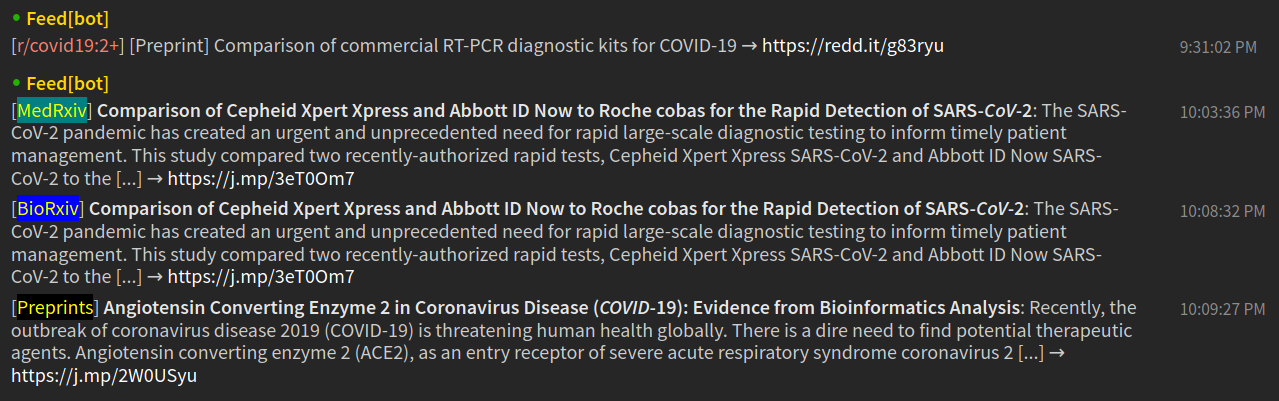 • Feed[bot]
[r/covid19:2+] [Preprint] Comparison of commercial RT-PCR diagnostic kits for COVID-19 → https://redd.it/g83ryu 9:31:02 PM
• Feed[bot]
[MedRxiv] Comparison of Cepheid Xpert Xpress and Abbott ID Now to Roche cobas for the Rapid Detection of SARS-CoV-2: The SARS- 10:03:36 PM
CoV-2 pandemic has created an urgent and unprecedented need for rapid large-scale diagnostic testing to inform timely patient
management. This study compared two recently-authorized rapid tests, Cepheid Xpert Xpress SARS-CoV-2 and Abbott ID Now SARS-
CoV-2 to the [...] → https://j.mp/3eT0Om7
[BioRxiv] Comparison of Cepheid Xpert Xpress and Abbott ID Now to Roche cobas for the Rapid Detection of SARS-CoV-2: The SARS- 10:08:32 PM
CoV-2 pandemic has created an urgent and unprecedented need for rapid large-scale diagnostic testing to inform timely patient
management. This study compared two recently-authorized rapid tests, Cepheid Xpert Xpress SARS-CoV-2 and Abbott ID Now SARS-
CoV-2 to the [...] → https://j.mp/3eT0Om7
[Preprints] Angiotensin Converting Enzyme 2 in Coronavirus Disease (COVID-19): Evidence from Bioinformatics Analysis: Recently, the 10:09:27 PM
outbreak of coronavirus disease 2019 (COVID-19) is threatening human health globally. There is a dire need to find potential therapeutic
agents. Angiotensin converting enzyme 2 (ACE2), as an entry receptor of severe acute respiratory syndrome coronavirus 2 [...] →
https://j.mp/2W0USyu